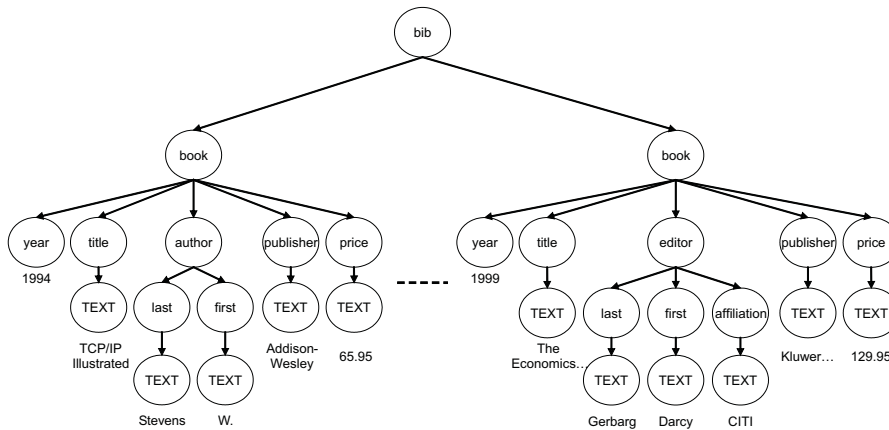 bib
book book
year title author publisher price year title editor publisher price
1994 1999
TEXT last first TEXT TEXT TEXT last first affiliation TEXT TEXT
TCP/IP Addison- 65.95 The Kluwer… 129.95
Illustrated Wesley Economics…
TEXT TEXT TEXT TEXT TEXT
Stevens W. Gerbarg Darcy CITI